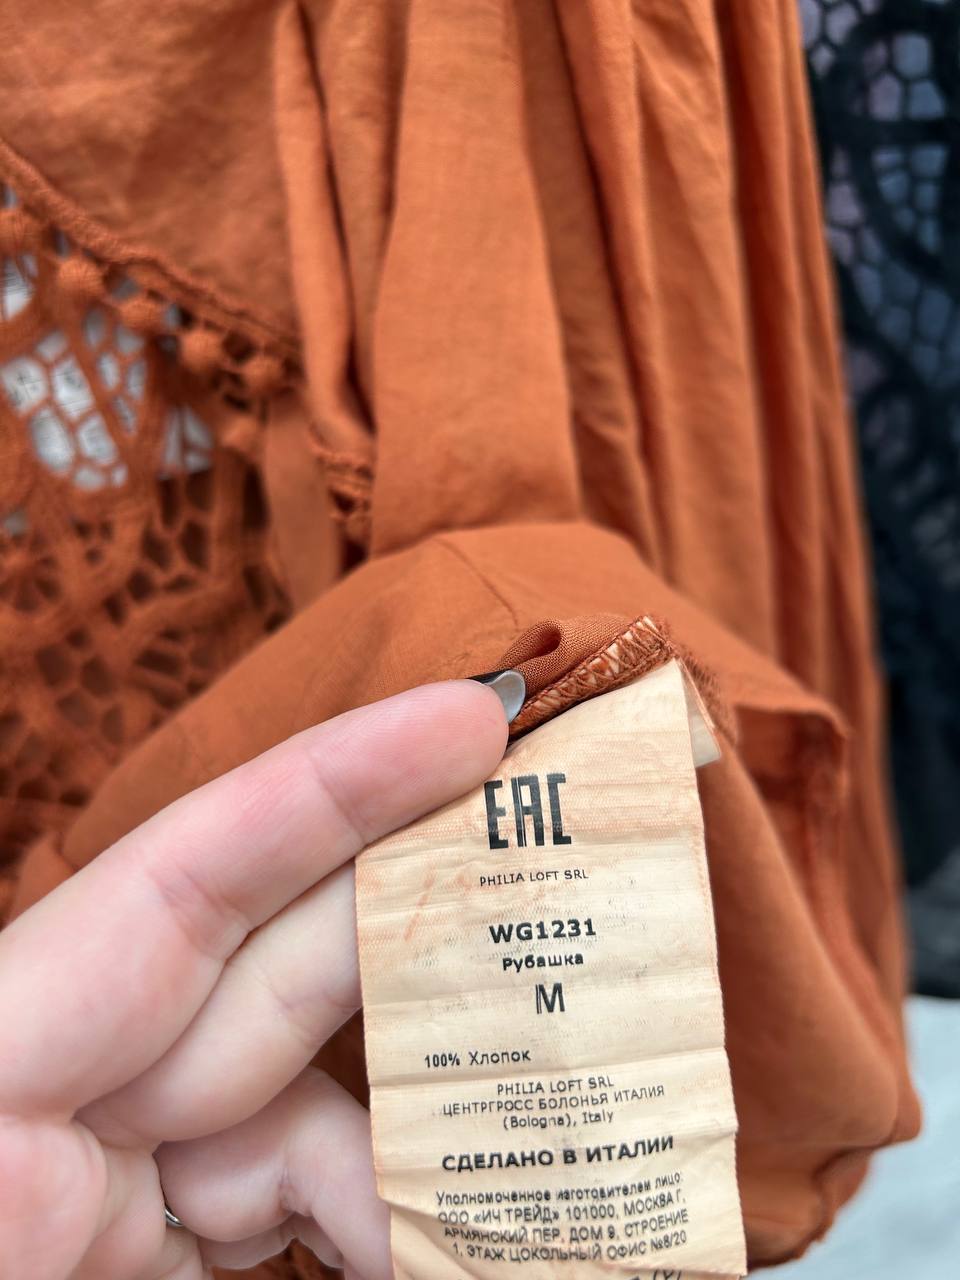 EAC
PHILIA LOFT SRL
WG1231
Рубашка
M
100% Хлопок
PHILIA LOFT SRL
ЦЕНТРГРОСС БОЛОНЬЯ ИТАЛИЯ
(Bologna), Italy
СДЕЛАНО В ИТАЛИИ
Уполномоченное изготовителем лицо:
ООО «ИЧ ТРЕЙД» 101000, МОСКВА Г,
АРМЯНСКИЙ ПЕР, ДОМ 9, СТРОЕНИЕ
1, ЭТАЖ ЦОКОЛЬНЫЙ ОФИС №8/20